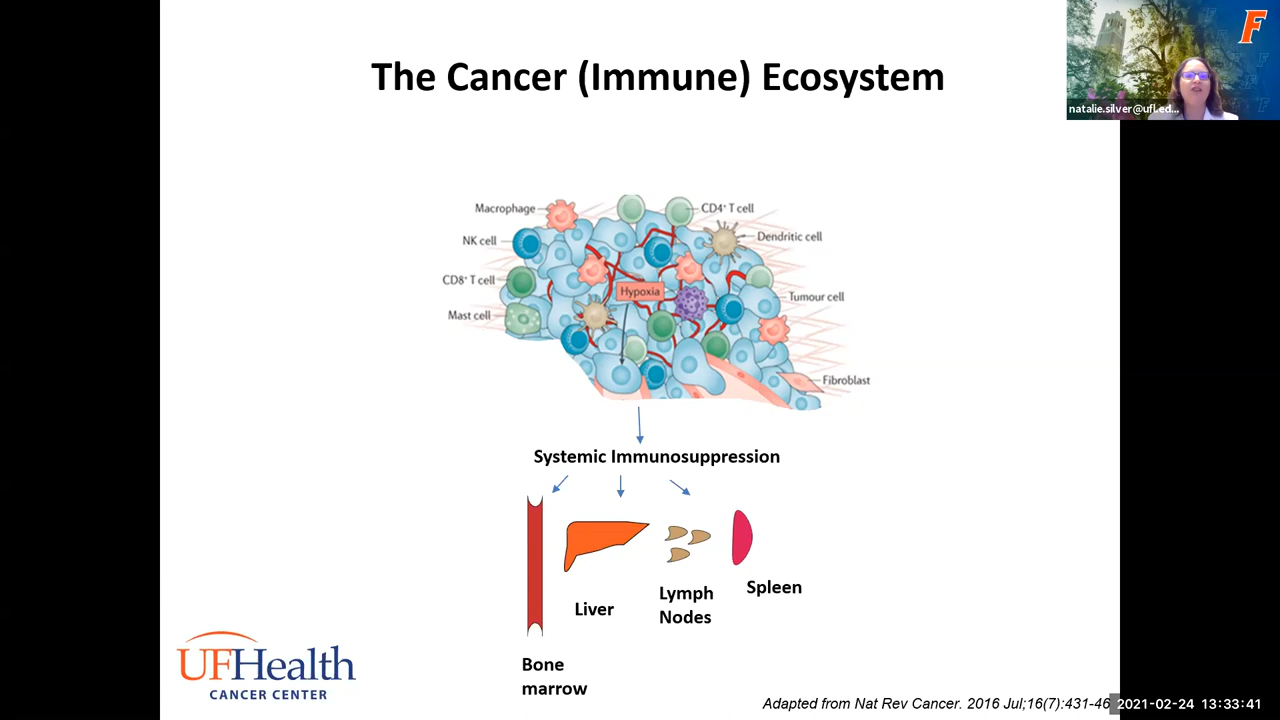 The Cancer (Immune) Ecosystem
natalie.silver@ufl.ed...
Macrophage
CD4+ T cell
NK cell
Dendritic cell
CD8+ T cell
Hypoxia
Tumour cell
Mast cell
Fibroblast
Systemic Immunosuppression
Liver
Lymph
Nodes
Spleen
Bone
marrow
UFHealth
CANCER CENTER
Adapted from Nat Rev Cancer. 2016 Jul;16(7):431-46
2021-02-24 13:33:41